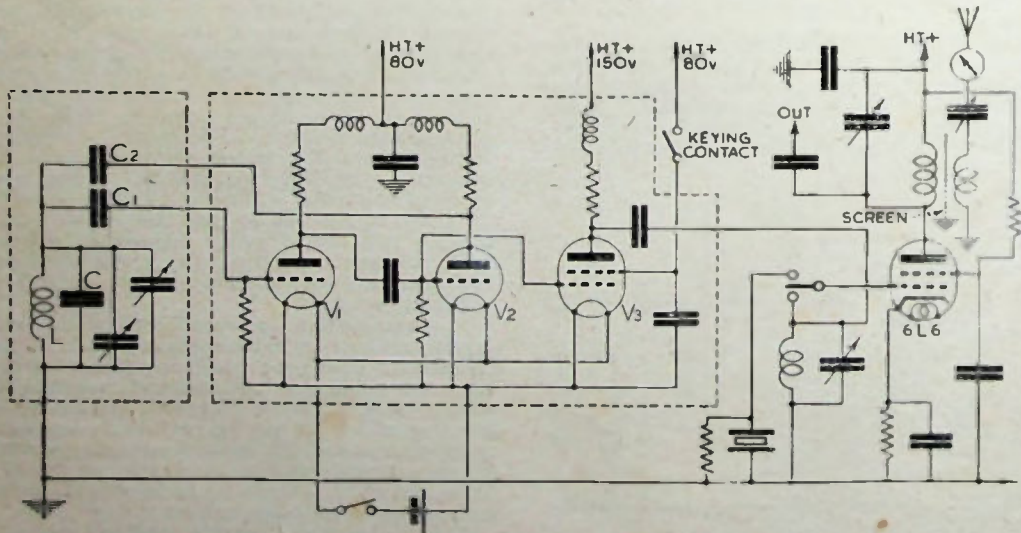 HT+
80v
HT+
150v
HT+
80v
HT+
KEYING
CONTACT
OUT
SCREEN
C2
C1
C
L
V1
V2
V3
6L6